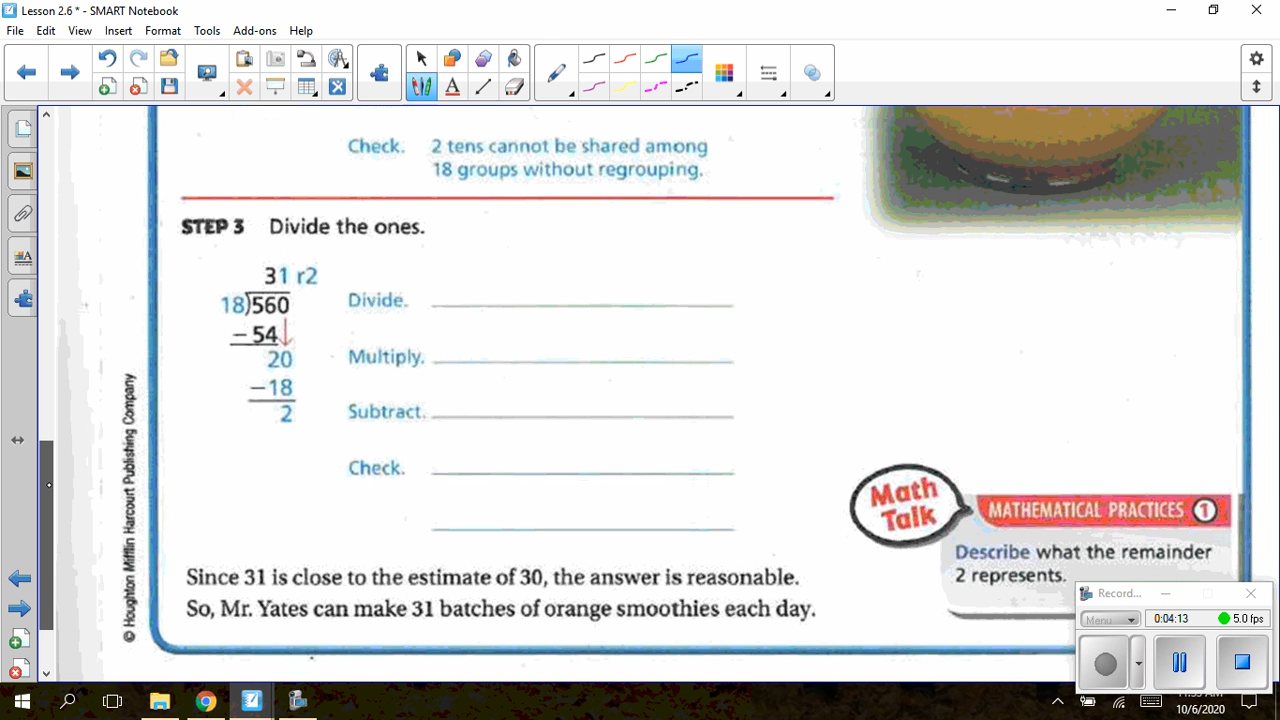 Lesson 2.6 * - SMART Notebook
File Edit View Insert Format Tools Add-ons Help
Check. 2 tens cannot be shared among
18 groups without regrouping.
STEP 3 Divide the ones.
31 r2
18)560
Divide.
− 54
20
Multiply.
−18
2
Subtract.
Check.
© Houghton Mifflin Harcourt Publishing Company
Math
Talk
MATHEMATICAL PRACTICES 1
Describe what the remainder
2 represents.
Since 31 is close to the estimate of 30, the answer is reasonable.
So, Mr. Yates can make 31 batches of orange smoothies each day.
Record...
Menu 0:04:13 5.0 fps
10/6/2020